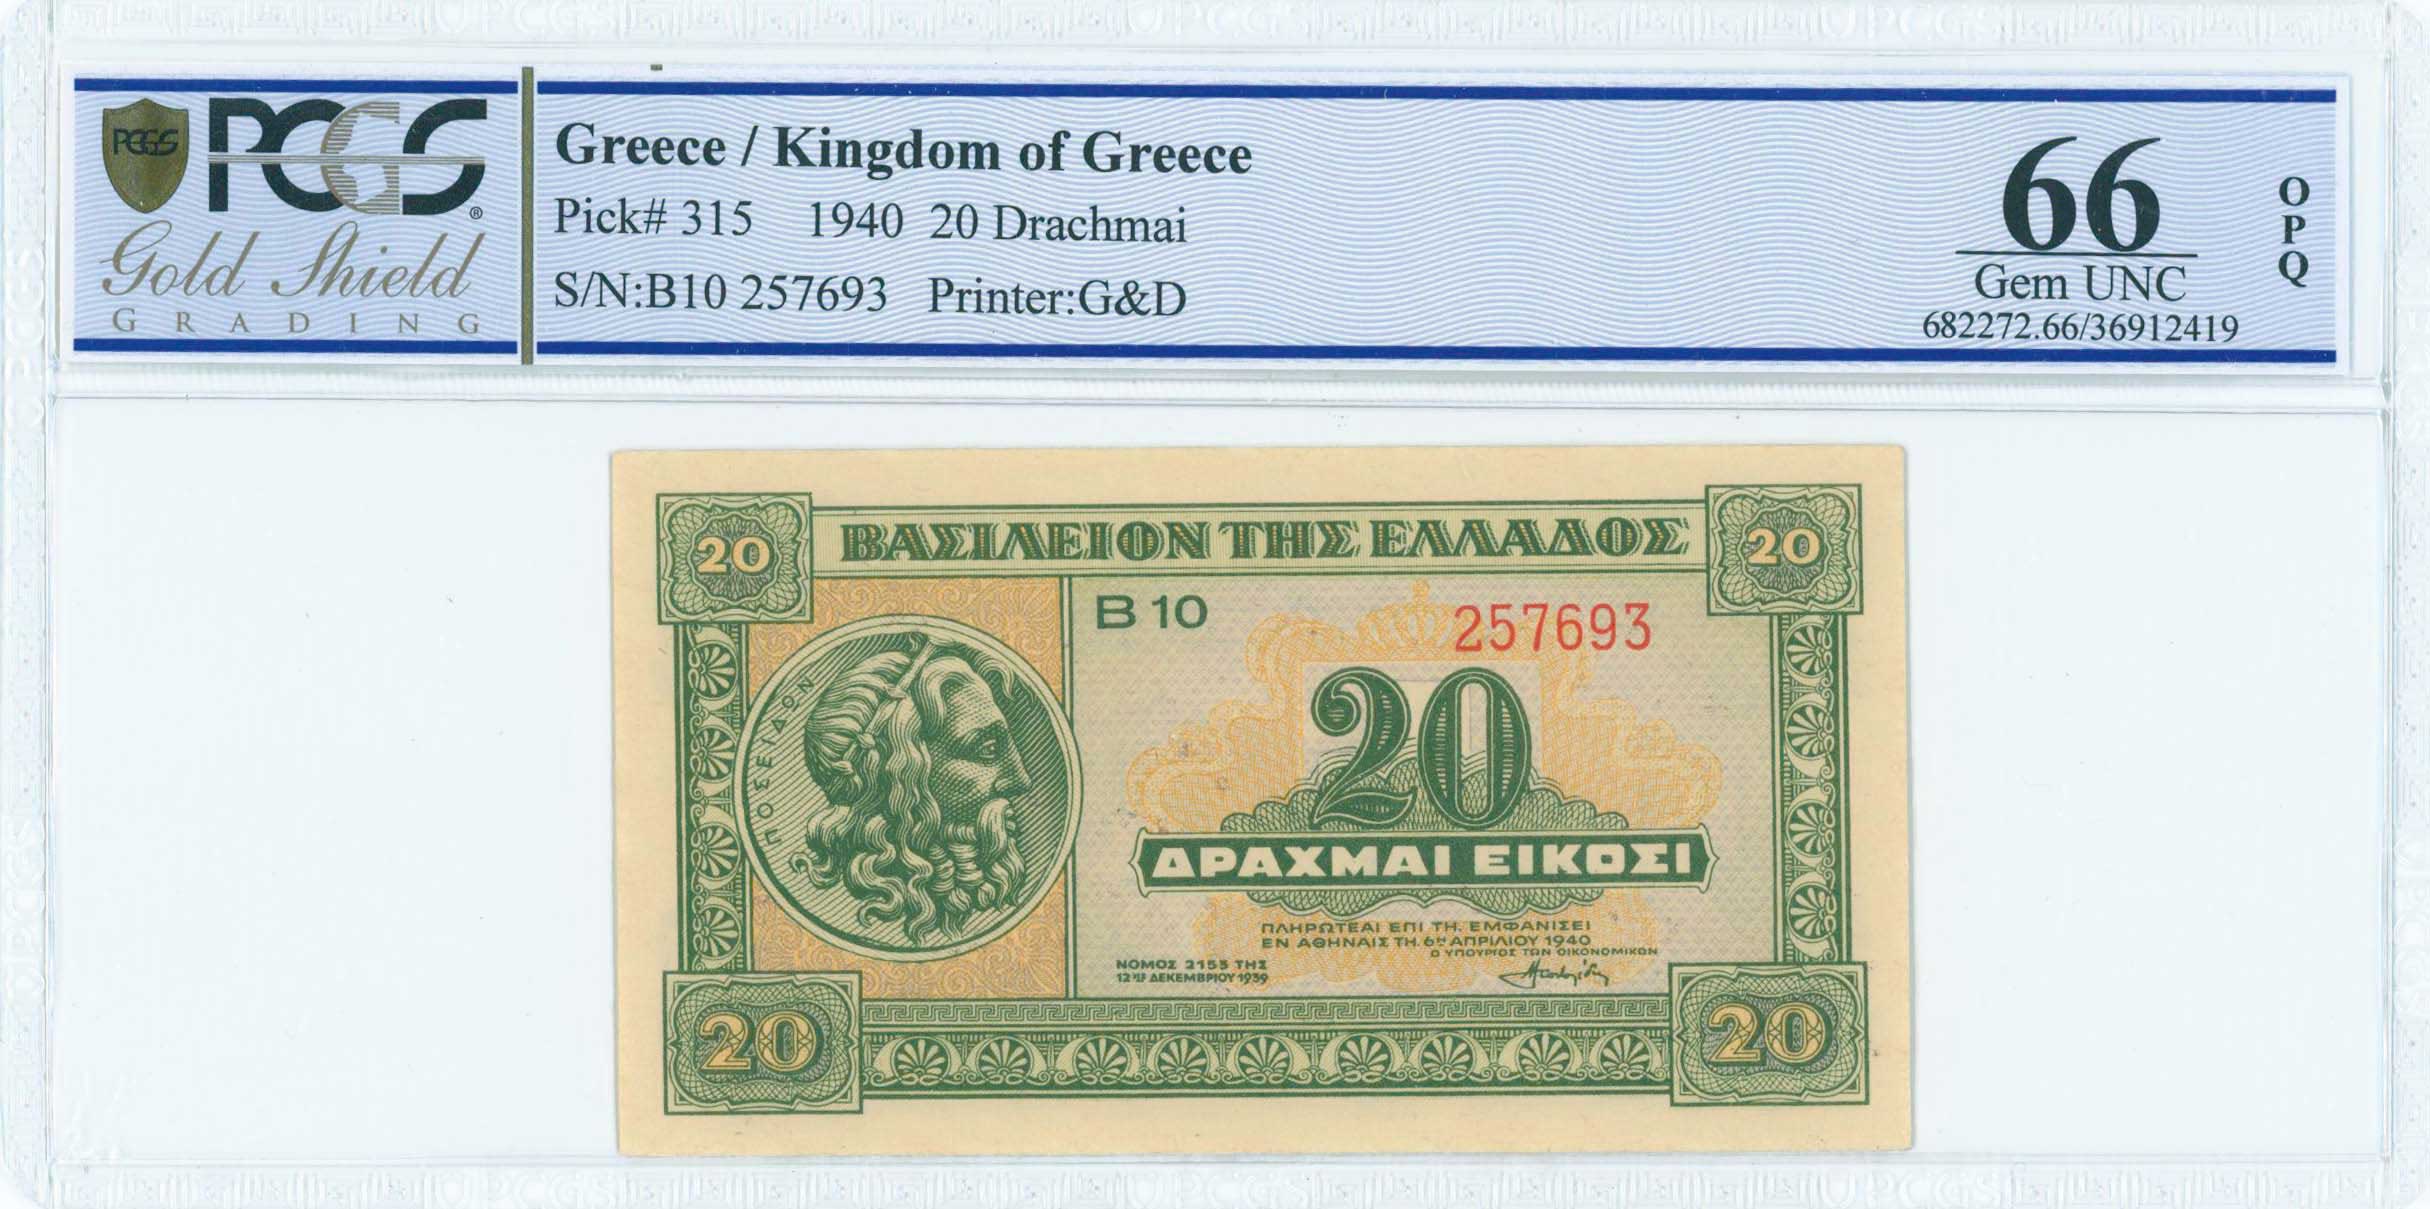 PCGS
PCGS ®
Gold Shield
GRADING
Greece / Kingdom of Greece
Pick# 315 1940 20 Drachmai
S/N:B10 257693 Printer:G&D
66
Gem UNC
682272.66/36912419
OPQ
20 ΒΑΣΙΛΕΙΟΝ ΤΗΣ ΕΛΛΑΔΟΣ 20
B 10 257693
ΠΟΣΕΙΔΩΝ
20
ΔΡΑΧΜΑΙ ΕΙΚΟΣΙ
ΠΛΗΡΩΤΕΑΙ ΕΠΙ ΤΗ. ΕΜΦΑΝΙΣΕΙ
ΕΝ ΑΘΗΝΑΙΣ ΤΗ. 6ῃ ΑΠΡΙΛΙΟΥ 1940
Ο ΥΠΟΥΡΓΟΣ ΤΩΝ ΟΙΚΟΝΟΜΙΚΩΝ
ΝΟΜΟΣ 2153 ΤΗΣ
12ης ΔΕΚΕΜΒΡΙΟΥ 1939
20 20